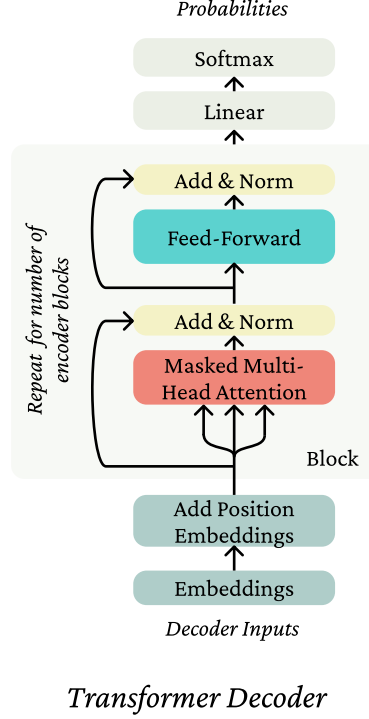 Probabilities
Softmax
Linear
Add & Norm
Feed-Forward
Repeat for number of
encoder blocks
Add & Norm
Masked Multi-
Head Attention
Block
Add Position
Embeddings
Embeddings
Decoder Inputs
Transformer Decoder